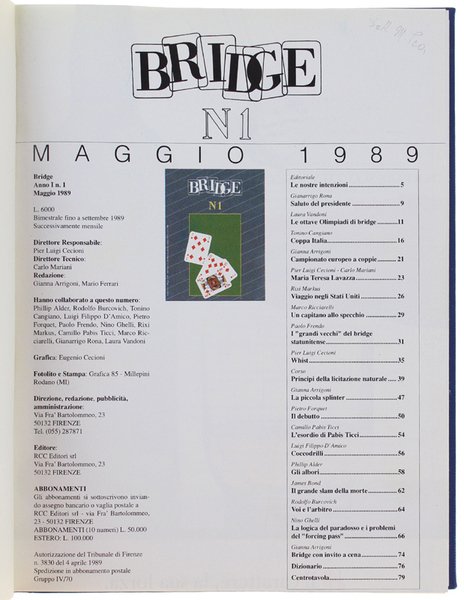 BRIDGE
N1
MAGGIO 1989
Bridge
Anno I n. 1
Maggio 1989
L. 6000
Bimestrale fino a settembre 1989
Successivamente mensile
Direttore Responsabile:
Pier Luigi Cecioni
Direttore Tecnico:
Carlo Mariani
Redazione:
Gianna Arrigoni, Mario Ferrari
Hanno collaborato a questo numero:
Phillip Alder, Rodolfo Burcovich, Tonino
Cangiano, Luigi Filippo D'Amico, Pietro
Forquet, Paolo Frendo, Nino Ghelli, Rixi
Markus, Camillo Pabis Ticci, Marco Ric-
ciarelli, Gianarrigo Rona, Laura Vandoni
Grafica: Eugenio Cecioni
Fotolito e Stampa: Grafica 85 - Millepini
Rodano (MI)
Direzione, redazione, pubblicità,
amministrazione:
Via Fra' Bartolommeo, 23
50132 FIRENZE
Tel. (055) 287871
Editore:
RCC Editori srl
Via Fra' Bartolommeo, 23
50132 FIRENZE
ABBONAMENTI
Gli abbonamenti si sottoscrivono invian-
do assegno bancario o vaglia postale a
RCC Editori srl - via Fra' Bartolommeo,
23 - 50132 FIRENZE
ABBONAMENTI (10 numeri) L. 50.000
ESTERO: L. 100.000
Autorizzazione del Tribunale di Firenze
n. 3830 del 4 aprile 1989
Spedizione in abbonamento postale
Gruppo IV/70
BRIDGE
N1
Editoriale
Le nostre intenzioni 5
Gianarrigo Rona
Saluto del presidente 9
Laura Vandoni
Le ottave Olimpiadi di bridge 11
Tonino Cangiano
Coppa Italia 16
Gianna Arrigoni
Campionato europeo a coppie 21
Pier Luigi Cecioni - Carlo Mariani
Maria Teresa Lavazza 23
Rixi Markus
Viaggio negli Stati Uniti 26
Marco Ricciarelli
Un capitano allo specchio 29
Paolo Frendo
I "grandi vecchi" del bridge
statunitense 31
Pier Luigi Cecioni
Whist 35
Corso
Principi della licitazione naturale 39
Gianna Arrigoni
La piccola splinter 47
Pietro Forquet
Il debutto 50
Camillo Pabis Ticci
L'esordio di Pabis Ticci 54
Luigi Filippo D'Amico
Coccodrilli 56
Phillip Alder
Gli albori 58
James Bond
Il grande slam della morte 62
Rodolfo Burcovich
Voi e l'arbitro 64
Nino Ghelli
La logica del paradosso e i problemi
del "forcing pass" 66
Gianna Arrigoni
Bridge con invito a cena 74
Dizionario 76
Centrotavola 79